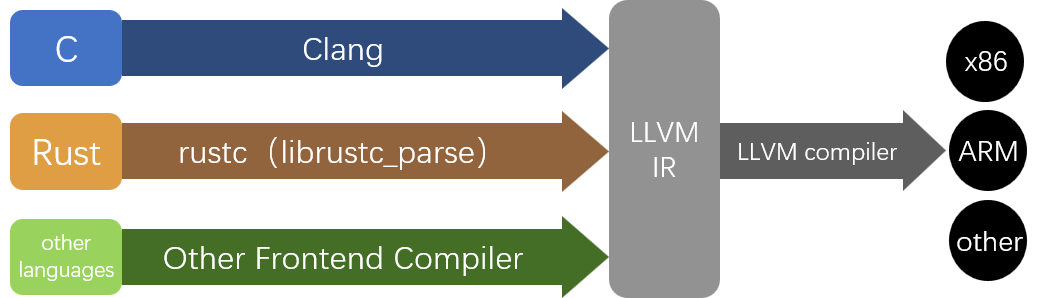 C
Clang
Rust
rustc（librustc_parse）
other
languages
Other Frontend Compiler
LLVM
IR
LLVM compiler
x86
ARM
other